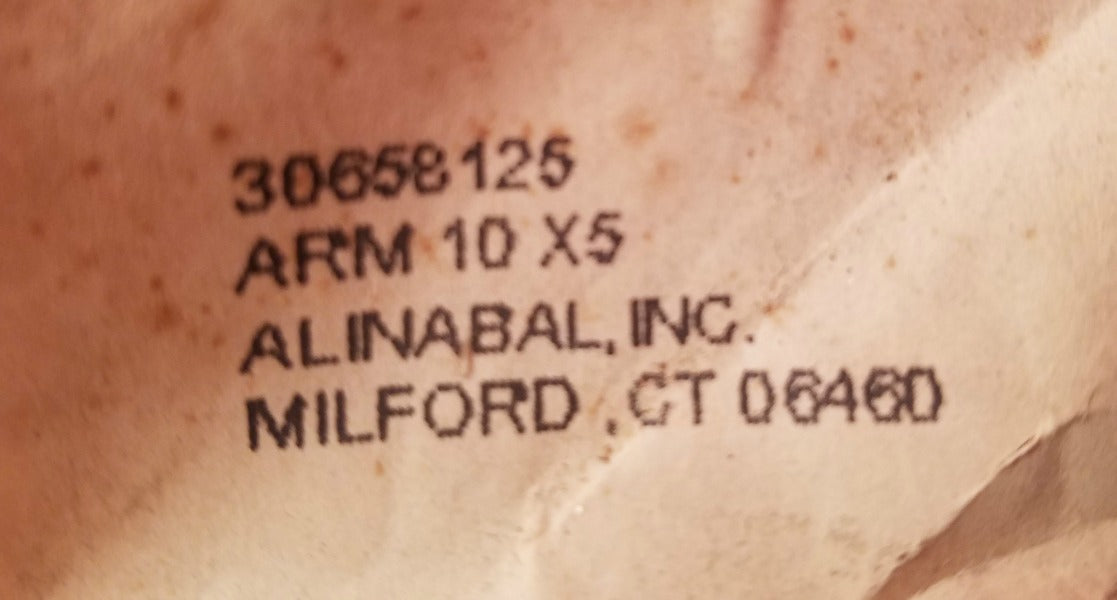 30658125
ARM 10 X5
ALINABAL, INC.
MILFORD , CT 06460